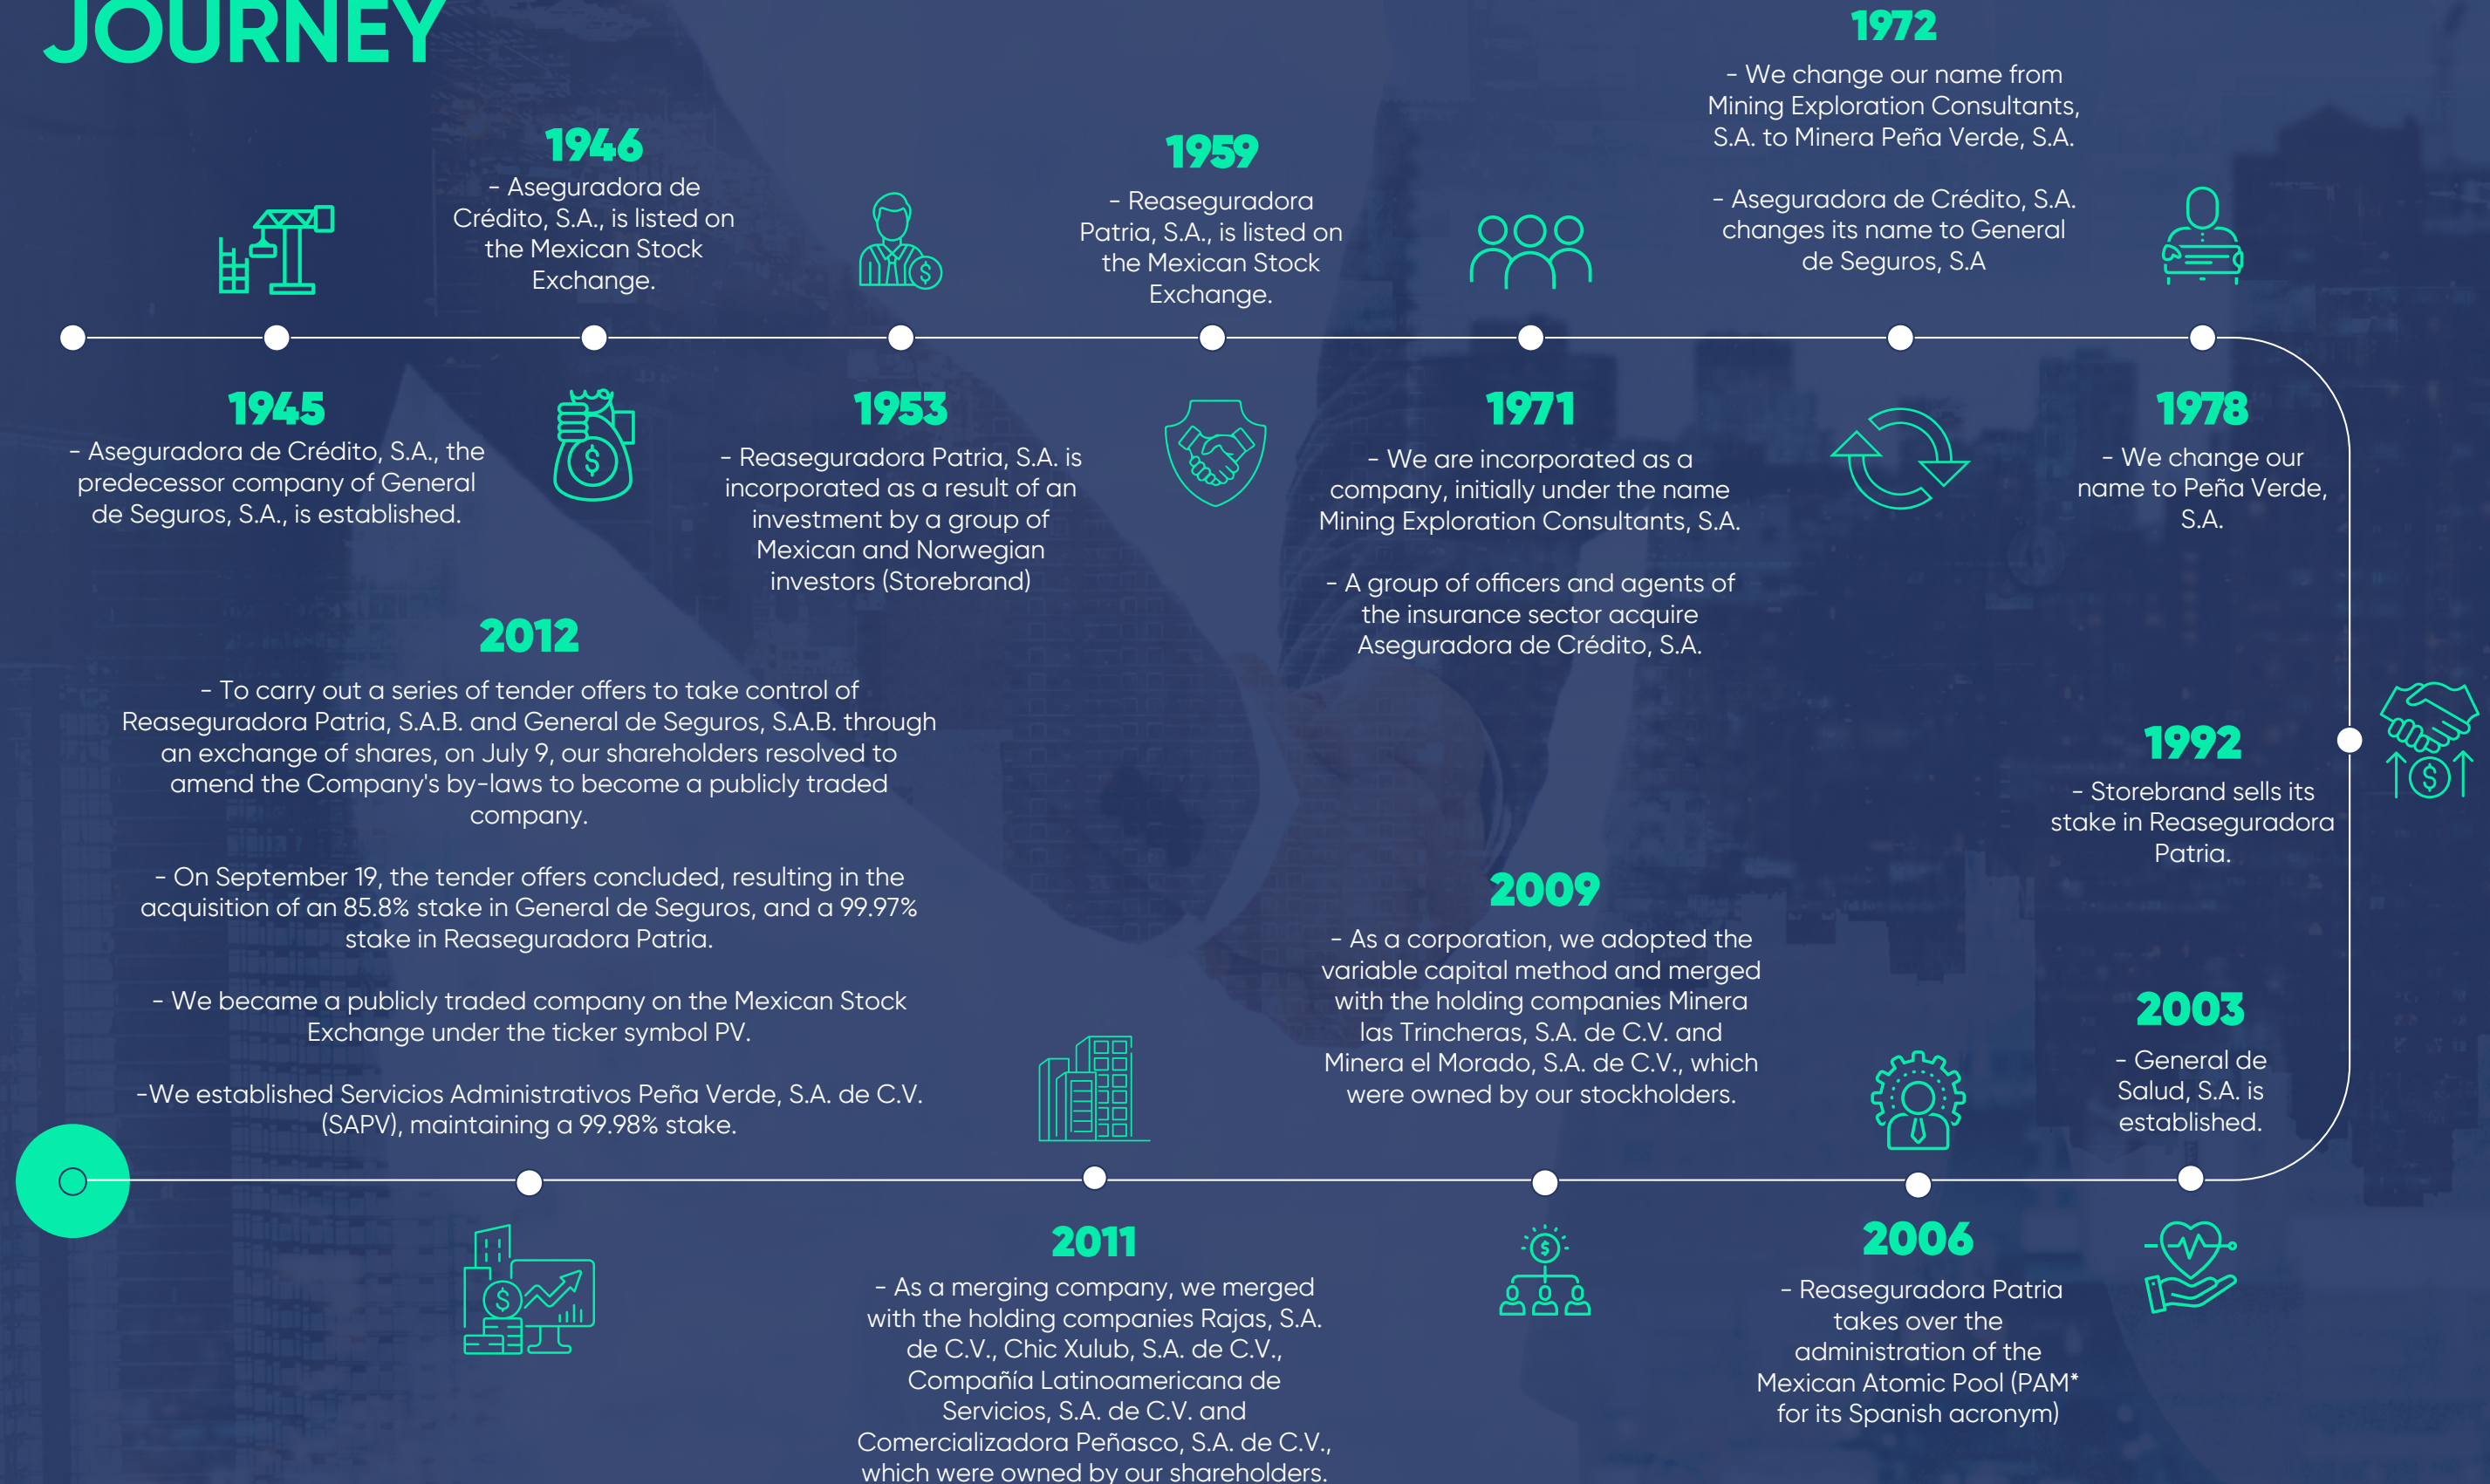 JOURNEY
1945
- Aseguradora de Crédito, S.A., the
predecessor company of General
de Seguros, S.A., is established.
1946
- Aseguradora de
Crédito, S.A., is listed on
the Mexican Stock
Exchange.
1953
- Reaseguradora Patria, S.A. is
incorporated as a result of an
investment by a group of
Mexican and Norwegian
investors (Storebrand)
1959
- Reaseguradora
Patria, S.A., is listed on
the Mexican Stock
Exchange.
1971
- We are incorporated as a
company, initially under the name
Mining Exploration Consultants, S.A.
- A group of officers and agents of
the insurance sector acquire
Aseguradora de Crédito, S.A.
1972
- We change our name from
Mining Exploration Consultants,
S.A. to Minera Peña Verde, S.A.
- Aseguradora de Crédito, S.A.
changes its name to General
de Seguros, S.A
1978
- We change our
name to Peña Verde,
S.A.
1992
- Storebrand sells its
stake in Reaseguradora
Patria.
2003
- General de
Salud, S.A. is
established.
2006
- Reaseguradora Patria
takes over the
administration of the
Mexican Atomic Pool (PAM*
for its Spanish acronym)
2009
- As a corporation, we adopted the
variable capital method and merged
with the holding companies Minera
las Trincheras, S.A. de C.V. and
Minera el Morado, S.A. de C.V., which
were owned by our stockholders.
2011
- As a merging company, we merged
with the holding companies Rajas, S.A.
de C.V., Chic Xulub, S.A. de C.V.,
Compañía Latinoamericana de
Servicios, S.A. de C.V. and
Comercializadora Peñasco, S.A. de C.V.,
which were owned by our shareholders.
2012
- To carry out a series of tender offers to take control of
Reaseguradora Patria, S.A.B. and General de Seguros, S.A.B. through
an exchange of shares, on July 9, our shareholders resolved to
amend the Company's by-laws to become a publicly traded
company.
- On September 19, the tender offers concluded, resulting in the
acquisition of an 85.8% stake in General de Seguros, and a 99.97%
stake in Reaseguradora Patria.
- We became a publicly traded company on the Mexican Stock
Exchange under the ticker symbol PV.
-We established Servicios Administrativos Peña Verde, S.A. de C.V.
(SAPV), maintaining a 99.98% stake.